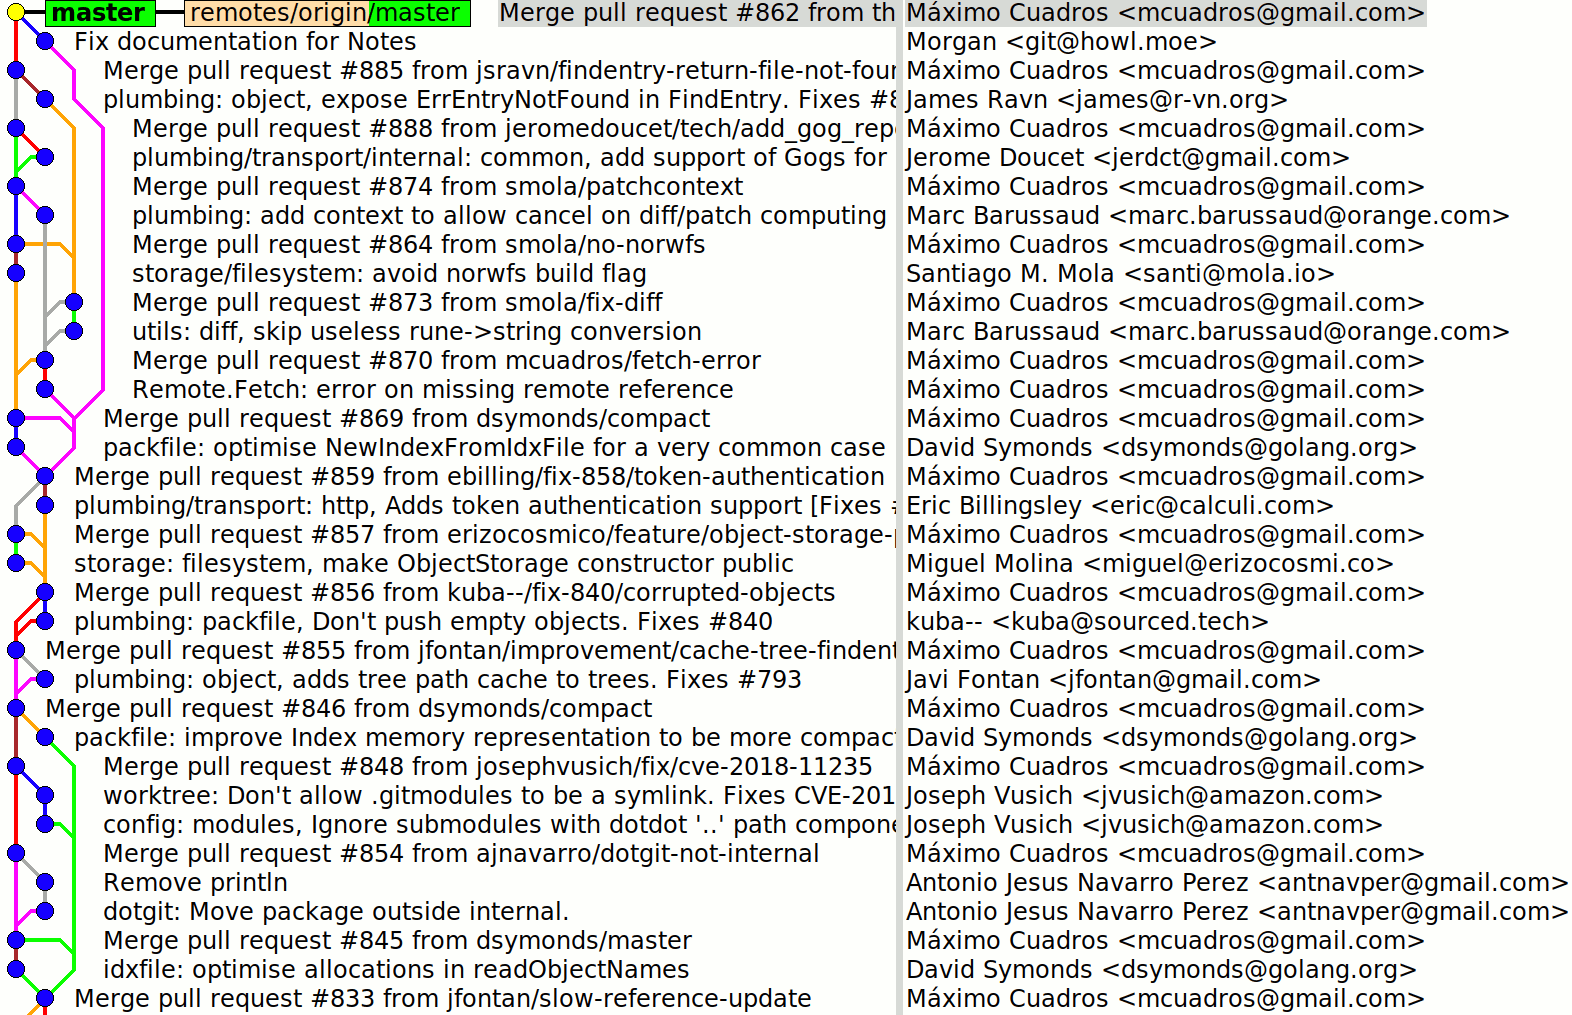 master remotes/origin/master Merge pull request #862 from th Máximo Cuadros <mcuadros@gmail.com>
Fix documentation for Notes Morgan <git@howl.moe>
Merge pull request #885 from jsravn/findentry-return-file-not-four Máximo Cuadros <mcuadros@gmail.com>
plumbing: object, expose ErrEntryNotFound in FindEntry. Fixes #8 James Ravn <james@r-vn.org>
Merge pull request #888 from jeromedoucet/tech/add_gog_rep Máximo Cuadros <mcuadros@gmail.com>
plumbing/transport/internal: common, add support of Gogs for Jerome Doucet <jerdct@gmail.com>
Merge pull request #874 from smola/patchcontext Máximo Cuadros <mcuadros@gmail.com>
plumbing: add context to allow cancel on diff/patch computing Marc Barussaud <marc.barussaud@orange.com>
Merge pull request #864 from smola/no-norwfs Máximo Cuadros <mcuadros@gmail.com>
storage/filesystem: avoid norwfs build flag Santiago M. Mola <santi@mola.io>
Merge pull request #873 from smola/fix-diff Máximo Cuadros <mcuadros@gmail.com>
utils: diff, skip useless rune->string conversion Marc Barussaud <marc.barussaud@orange.com>
Merge pull request #870 from mcuadros/fetch-error Máximo Cuadros <mcuadros@gmail.com>
Remote.Fetch: error on missing remote reference Máximo Cuadros <mcuadros@gmail.com>
Merge pull request #869 from dsymonds/compact Máximo Cuadros <mcuadros@gmail.com>
packfile: optimise NewIndexFromIdxFile for a very common case David Symonds <dsymonds@golang.org>
Merge pull request #859 from ebilling/fix-858/token-authentication Máximo Cuadros <mcuadros@gmail.com>
plumbing/transport: http, Adds token authentication support [Fixes # Eric Billingsley <eric@calculi.com>
Merge pull request #857 from erizocosmico/feature/object-storage-p Máximo Cuadros <mcuadros@gmail.com>
storage: filesystem, make ObjectStorage constructor public Miguel Molina <miguel@erizocosmi.co>
Merge pull request #856 from kuba--/fix-840/corrupted-objects Máximo Cuadros <mcuadros@gmail.com>
plumbing: packfile, Don't push empty objects. Fixes #840 kuba-- <kuba@sourced.tech>
Merge pull request #855 from jfontan/improvement/cache-tree-findent Máximo Cuadros <mcuadros@gmail.com>
plumbing: object, adds tree path cache to trees. Fixes #793 Javi Fontan <jfontan@gmail.com>
Merge pull request #846 from dsymonds/compact Máximo Cuadros <mcuadros@gmail.com>
packfile: improve Index memory representation to be more compact David Symonds <dsymonds@golang.org>
Merge pull request #848 from josephvusich/fix/cve-2018-11235 Máximo Cuadros <mcuadros@gmail.com>
worktree: Don't allow .gitmodules to be a symlink. Fixes CVE-201 Joseph Vusich <jvusich@amazon.com>
config: modules, Ignore submodules with dotdot '..' path compone Joseph Vusich <jvusich@amazon.com>
Merge pull request #854 from ajnavarro/dotgit-not-internal Máximo Cuadros <mcuadros@gmail.com>
Remove println Antonio Jesus Navarro Perez <antnavper@gmail.com>
dotgit: Move package outside internal. Antonio Jesus Navarro Perez <antnavper@gmail.com>
Merge pull request #845 from dsymonds/master Máximo Cuadros <mcuadros@gmail.com>
idxfile: optimise allocations in readObjectNames David Symonds <dsymonds@golang.org>
Merge pull request #833 from jfontan/slow-reference-update Máximo Cuadros <mcuadros@gmail.com>